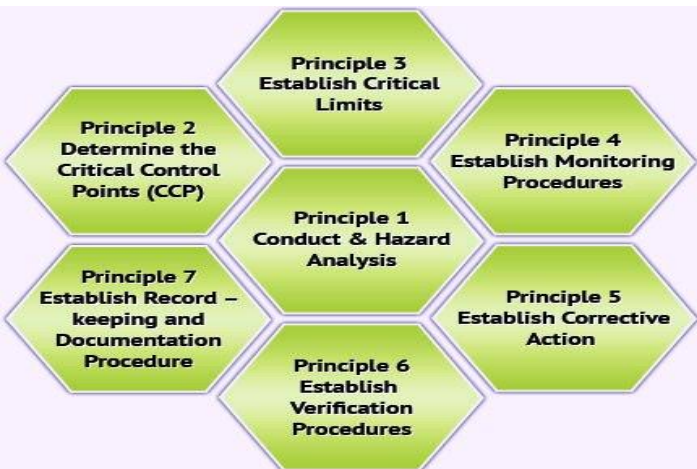 Principle 3
Establish Critical
Limits
Principle 2
Determine the
Critical Control
Points (CCP)
Principle 4
Establish Monitoring
Procedures
Principle 1
Conduct & Hazard
Analysis
Principle 7
Establish Record –
keeping and
Documentation
Procedure
Principle 5
Establish Corrective
Action
Principle 6
Establish
Verification
Procedures